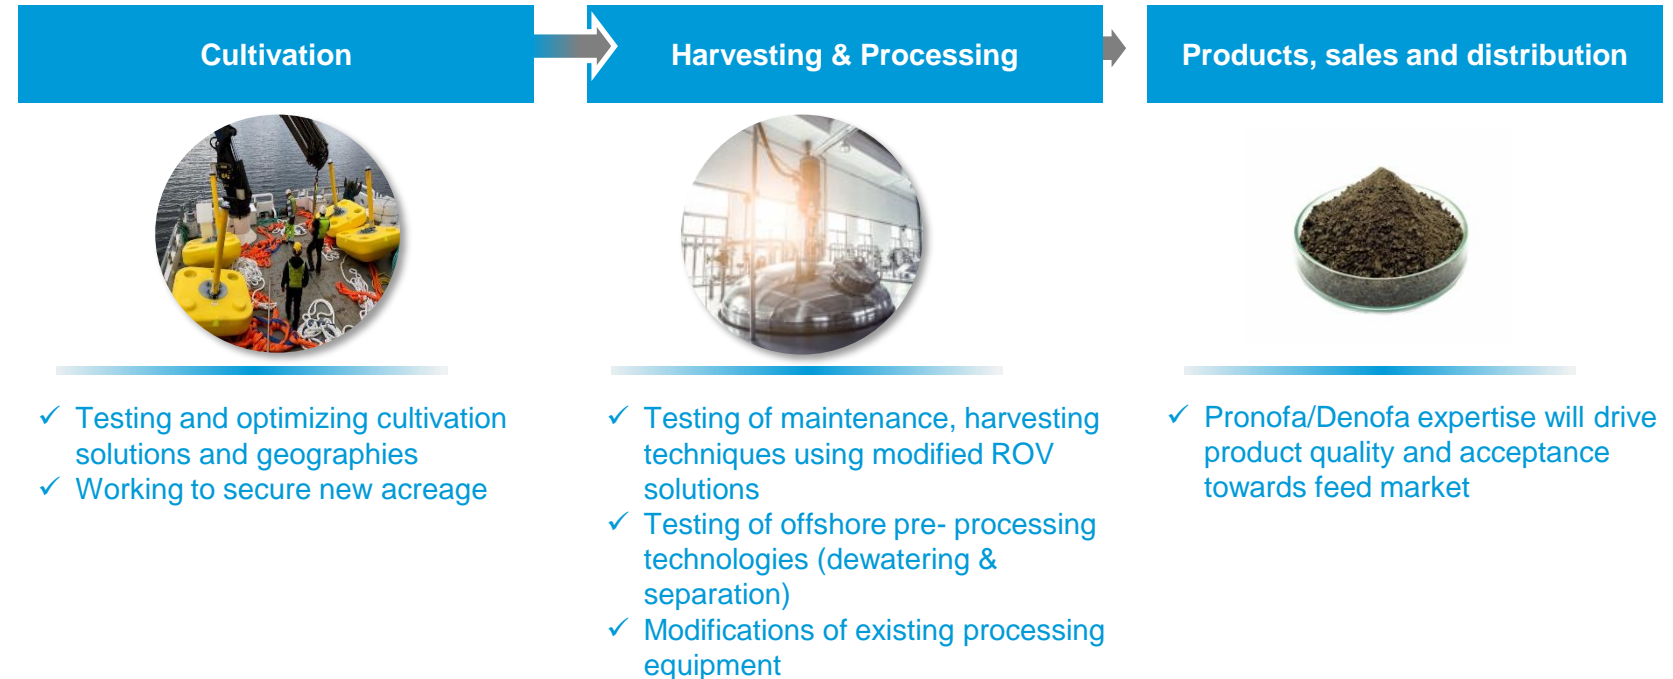 Cultivation
Harvesting & Processing
Products, sales and distribution
✓ Testing and optimizing cultivation
solutions and geographies
✓ Working to secure new acreage
✓ Testing of maintenance, harvesting
techniques using modified ROV
solutions
✓ Testing of offshore pre- processing
technologies (dewatering &
separation)
✓ Modifications of existing processing
equipment
✓ Pronofa/Denofa expertise will drive
product quality and acceptance
towards feed market